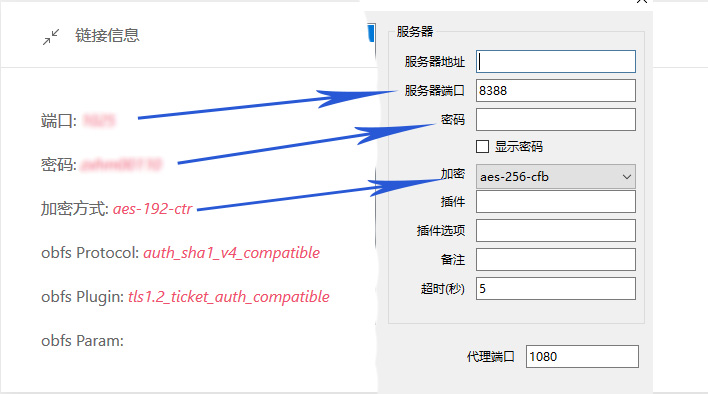 链接信息
端口:
密码:
加密方式: aes-192-ctr
obfs Protocol: auth_sha1_v4_compatible
obfs Plugin: tls1.2_ticket_auth_compatible
obfs Param:
服务器
服务器地址
服务器端口 8388
密码
显示密码
加密 aes-256-cfb
插件
插件选项
备注
超时(秒) 5
代理端口 1080